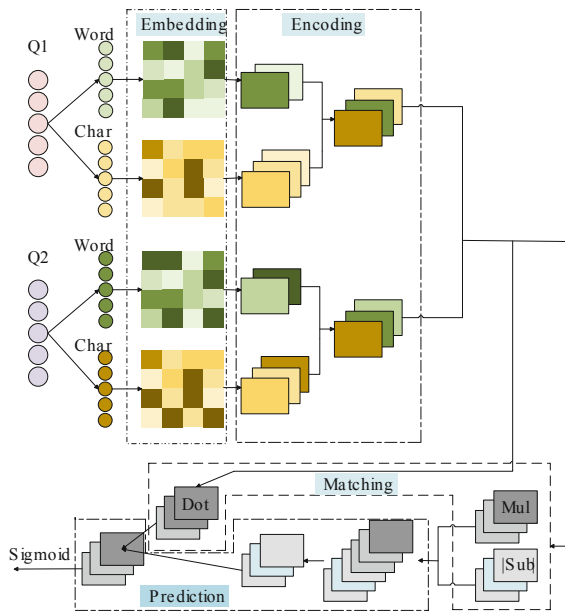 Embedding
Encoding
Q1
Word
Char
Q2
Word
Char
Matching
Dot
Mul
|Sub|
Sigmoid
Prediction